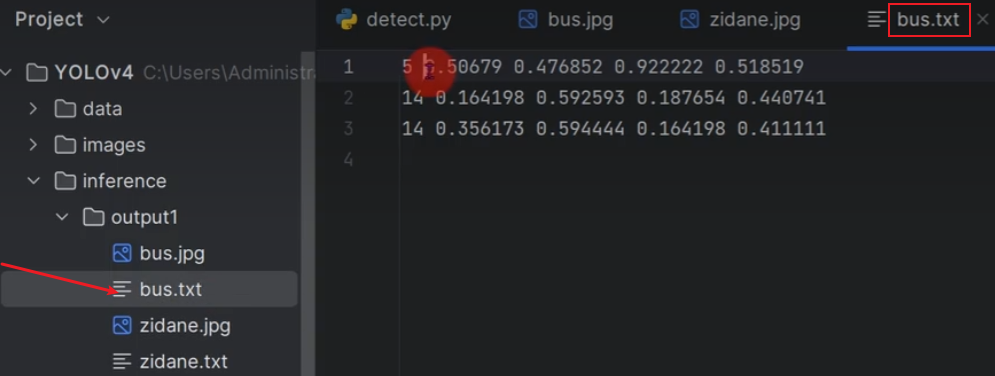 Project
detect.py
bus.jpg
zidane.jpg
bus.txt
YOLOv4 C:\Users\Administra
data
images
inference
output1
bus.jpg
bus.txt
zidane.jpg
zidane.txt
1 5 0.50679 0.476852 0.922222 0.518519
2 14 0.164198 0.592593 0.187654 0.440741
3 14 0.356173 0.594444 0.164198 0.411111
4